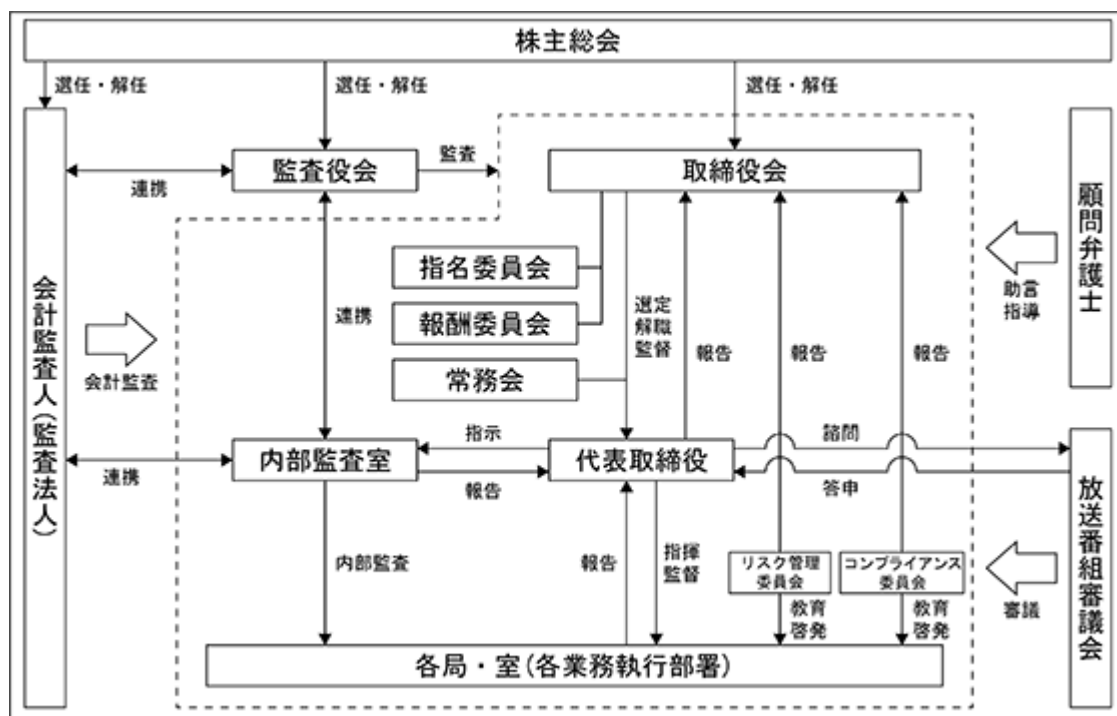 株主総会
選任・解任
選任・解任
選任・解任
監査役会
監査
取締役会
連携
顧問弁護士
助言
指導
指名委員会
報酬委員会
常務会
連携
選定
解職
監督
報告
報告
報告
会計監査人(監査法人)
会計監査
内部監査室
指示
報告
代表取締役
諮問
答申
連携
放送番組審議会
審議
内部監査
報告
指揮
監督
リスク管理
委員会
コンプライアンス
委員会
教育
啓発
教育
啓発
各局・室(各業務執行部署)